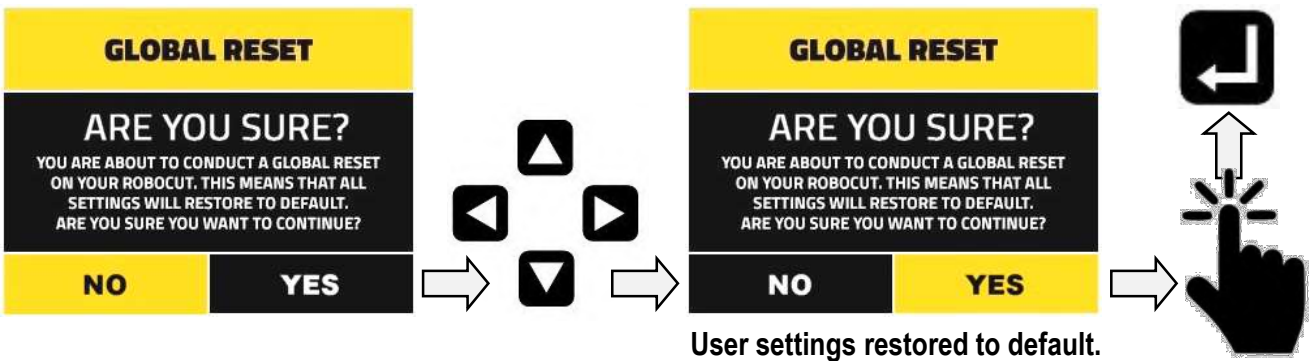 GLOBAL RESET
ARE YOU SURE?
YOU ARE ABOUT TO CONDUCT A GLOBAL RESET
ON YOUR ROBOCUT. THIS MEANS THAT ALL
SETTINGS WILL RESTORE TO DEFAULT.
ARE YOU SURE YOU WANT TO CONTINUE?
NO YES
GLOBAL RESET
ARE YOU SURE?
YOU ARE ABOUT TO CONDUCT A GLOBAL RESET
ON YOUR ROBOCUT. THIS MEANS THAT ALL
SETTINGS WILL RESTORE TO DEFAULT.
ARE YOU SURE YOU WANT TO CONTINUE?
NO YES
User settings restored to default.